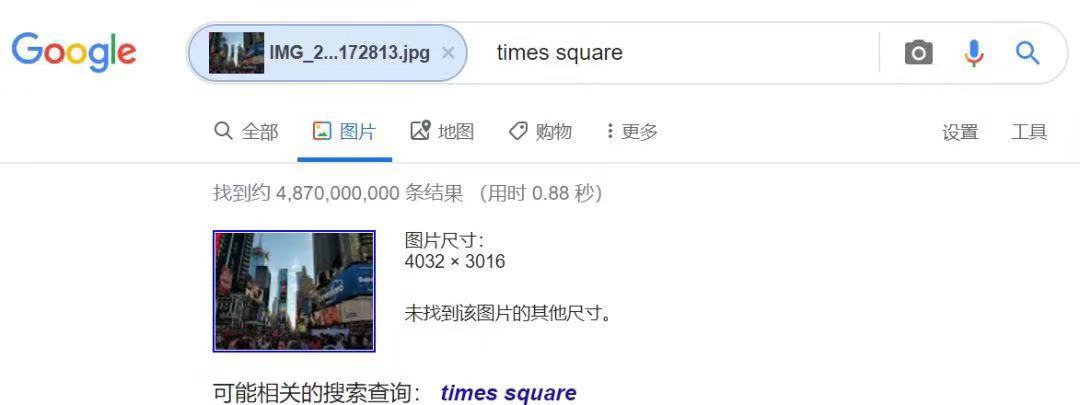 Google
IMG_2...172813.jpg × times square
全部 图片 地图 购物 更多 设置 工具
找到约 4,870,000,000 条结果 （用时 0.88 秒）
图片尺寸：
4032 × 3016
未找到该图片的其他尺寸。
可能相关的搜索查询： times square